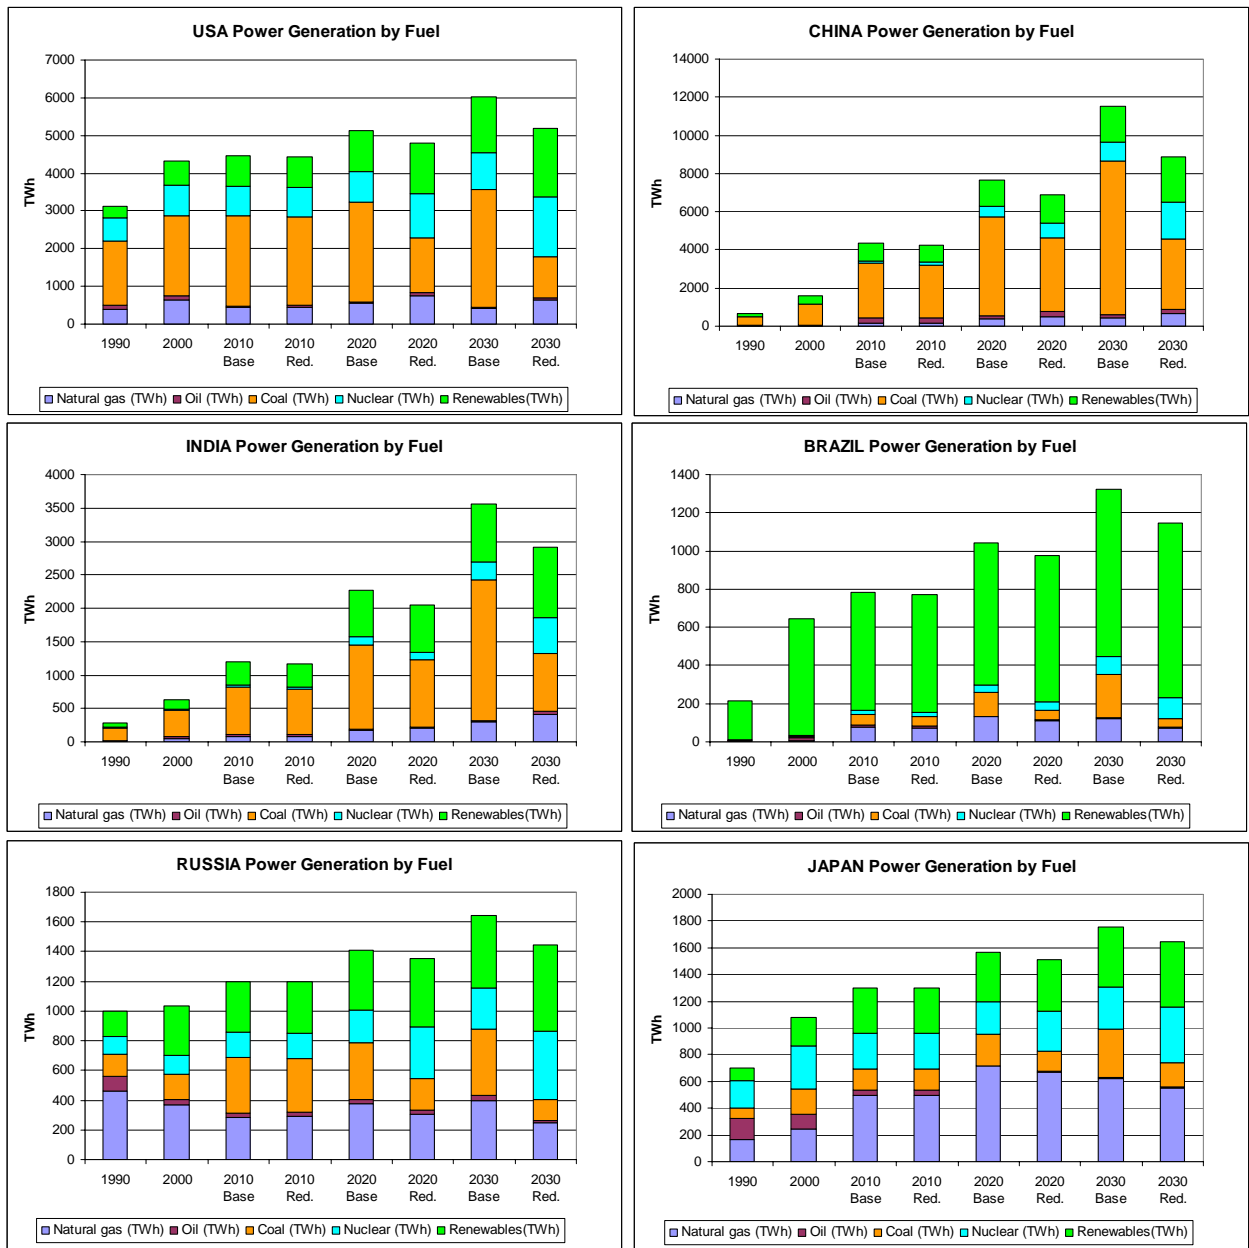 USA Power Generation by Fuel
7000
6000
5000
4000
3000
2000
1000
0
TWh
1990 2000 2010 Base 2010 Red. 2020 Base 2020 Red. 2030 Base 2030 Red.
Natural gas (TWh) Oil (TWh) Coal (TWh) Nuclear (TWh) Renewables(TWh)
CHINA Power Generation by Fuel
14000
12000
10000
8000
6000
4000
2000
0
TWh
1990 2000 2010 Base 2010 Red. 2020 Base 2020 Red. 2030 Base 2030 Red.
Natural gas (TWh) Oil (TWh) Coal (TWh) Nuclear (TWh) Renewables(TWh)
INDIA Power Generation by Fuel
4000
3500
3000
2500
2000
1500
1000
500
0
TWh
1990 2000 2010 Base 2010 Red. 2020 Base 2020 Red. 2030 Base 2030 Red.
Natural gas (TWh) Oil (TWh) Coal (TWh) Nuclear (TWh) Renewables(TWh)
BRAZIL Power Generation by Fuel
1400
1200
1000
800
600
400
200
0
TWh
1990 2000 2010 Base 2010 Red. 2020 Base 2020 Red. 2030 Base 2030 Red.
Natural gas (TWh) Oil (TWh) Coal (TWh) Nuclear (TWh) Renewables(TWh)
RUSSIA Power Generation by Fuel
1800
1600
1400
1200
1000
800
600
400
200
0
TWh
1990 2000 2010 Base 2010 Red. 2020 Base 2020 Red. 2030 Base 2030 Red.
Natural gas (TWh) Oil (TWh) Coal (TWh) Nuclear (TWh) Renewables(TWh)
JAPAN Power Generation by Fuel
2000
1800
1600
1400
1200
1000
800
600
400
200
0
TWh
1990 2000 2010 Base 2010 Red. 2020 Base 2020 Red. 2030 Base 2030 Red.
Natural gas (TWh) Oil (TWh) Coal (TWh) Nuclear (TWh) Renewables(TWh)